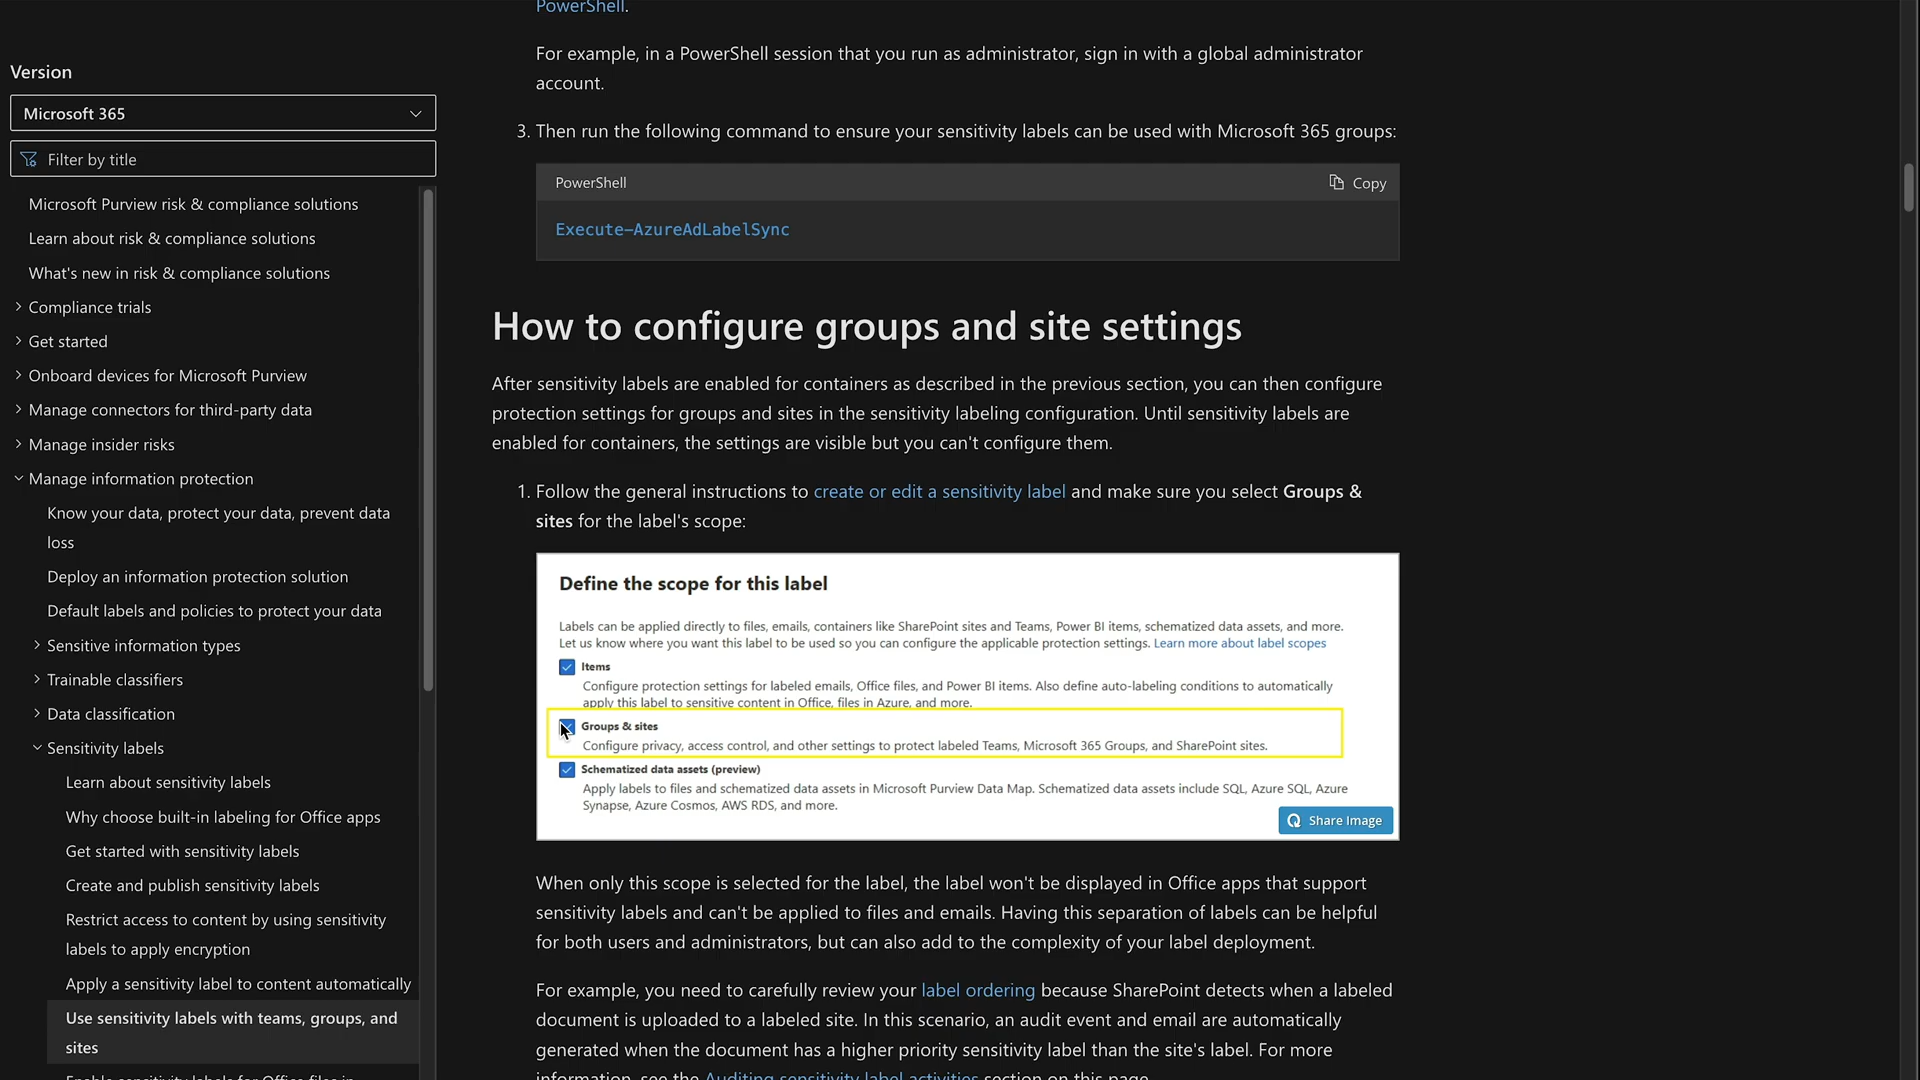 PowerShell.
For example, in a PowerShell session that you run as administrator, sign in with a global administrator
account.
Version
Microsoft 365
3. Then run the following command to ensure your sensitivity labels can be used with Microsoft 365 groups:
Filter by title
PowerShell
Copy
Microsoft Purview risk & compliance solutions
Execute-AzureAdLabelSync
Learn about risk & compliance solutions
What's new in risk & compliance solutions
Compliance trials
Get started
Onboard devices for Microsoft Purview
Manage connectors for third-party data
Manage insider risks
Manage information protection
Know your data, protect your data, prevent data
loss
Deploy an information protection solution
Default labels and policies to protect your data
Sensitive information types
Trainable classifiers
Data classification
Sensitivity labels
Learn about sensitivity labels
Why choose built-in labeling for Office apps
Get started with sensitivity labels
Create and publish sensitivity labels
Restrict access to content by using sensitivity
labels to apply encryption
Apply a sensitivity label to content automatically
Use sensitivity labels with teams, groups, and
sites
Enable sensitivity labels for Office files in
How to configure groups and site settings
After sensitivity labels are enabled for containers as described in the previous section, you can then configure
protection settings for groups and sites in the sensitivity labeling configuration. Until sensitivity labels are
enabled for containers, the settings are visible but you can't configure them.
1. Follow the general instructions to create or edit a sensitivity label and make sure you select Groups &
sites for the label's scope:
Define the scope for this label
Labels can be applied directly to files, emails, containers like SharePoint sites and Teams, Power BI items, schematized data assets, and more.
Let us know where you want this label to be used so you can configure the applicable protection settings. Learn more about label scopes
Items
Configure protection settings for labeled emails, Office files, and Power BI items. Also define auto-labeling conditions to automatically
apply this label to sensitive content in Office, files in Azure, and more.
Groups & sites
Configure privacy, access control, and other settings to protect labeled Teams, Microsoft 365 Groups, and SharePoint sites.
Schematized data assets (preview)
Apply labels to files and schematized data assets in Microsoft Purview Data Map. Schematized data assets include SQL, Azure SQL, Azure
Synapse, Azure Cosmos, AWS RDS, and more.
Share Image
When only this scope is selected for the label, the label won't be displayed in Office apps that support
sensitivity labels and can't be applied to files and emails. Having this separation of labels can be helpful
for both users and administrators, but can also add to the complexity of your label deployment.
For example, you need to carefully review your label ordering because SharePoint detects when a labeled
document is uploaded to a labeled site. In this scenario, an audit event and email are automatically
generated when the document has a higher priority sensitivity label than the site's label. For more
information, see the Auditing sensitivity label activities section on this page.